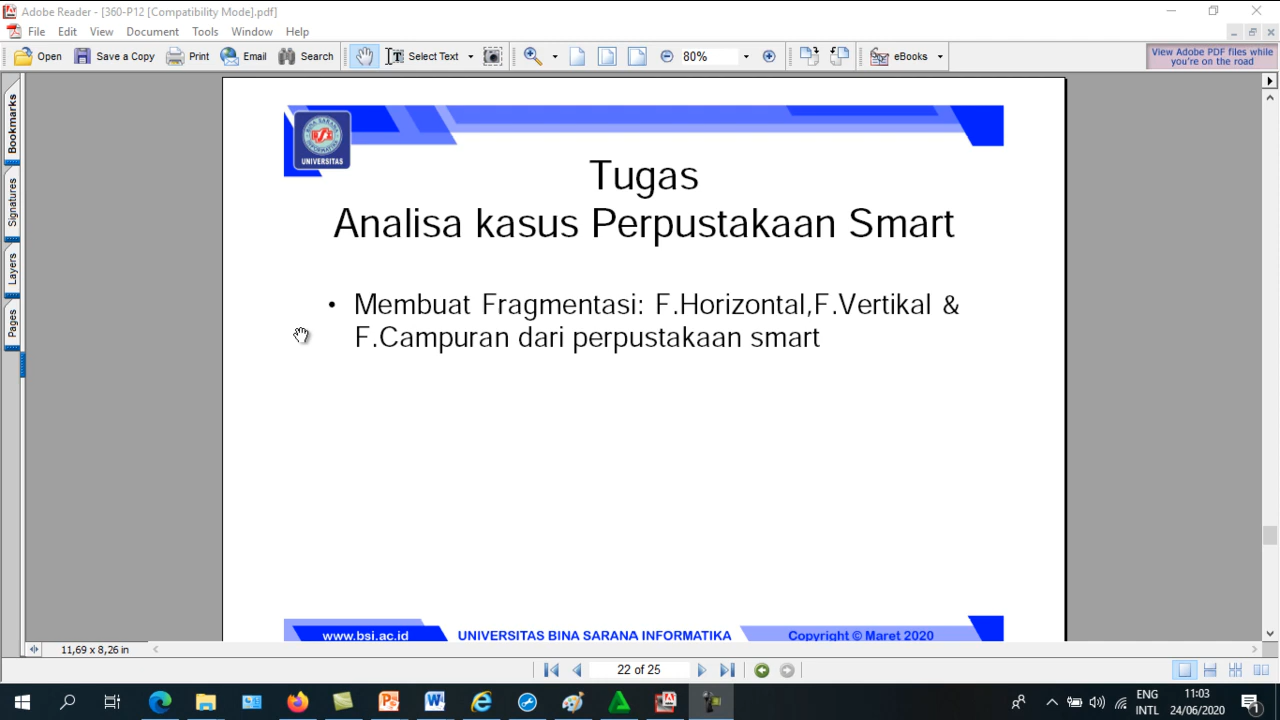 Adobe Reader - [360-P12 [Compatibility Mode].pdf]
File Edit View Document Tools Window Help
Open Save a Copy Print Email Search Select Text 80% eBooks
View Adobe PDF files while
you're on the road
Bookmarks
Signatures
Layers
Pages
UNIVERSITAS
Tugas
Analisa kasus Perpustakaan Smart
• Membuat Fragmentasi: F.Horizontal,F.Vertikal &
F.Campuran dari perpustakaan smart
www.bsi.ac.id UNIVERSITAS BINA SARANA INFORMATIKA Copyright © Maret 2020
11,69 x 8,26 in
22 of 25
ENG 11:03
INTL 24/06/2020